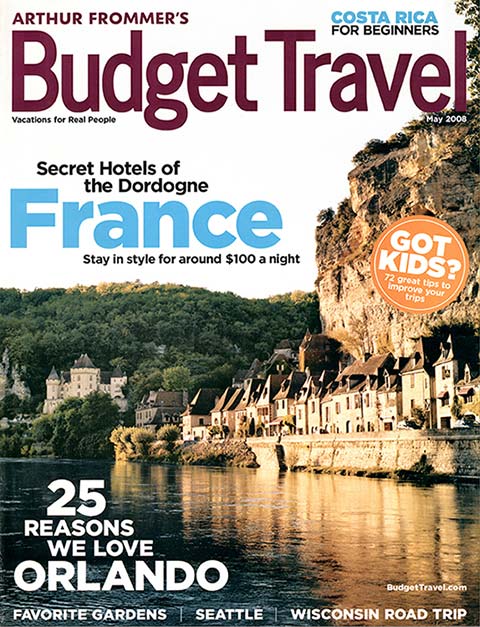 ARTHUR FROMMER'S
COSTA RICA
FOR BEGINNERS
Budget Travel
Vacations for Real People
May 2008
Secret Hotels of
the Dordogne
France
Stay in style for around $100 a night
GOT
KIDS?
72 great tips to
improve your
trips
25
REASONS
WE LOVE
ORLANDO
BudgetTravel.com
FAVORITE GARDENS | SEATTLE | WISCONSIN ROAD TRIP